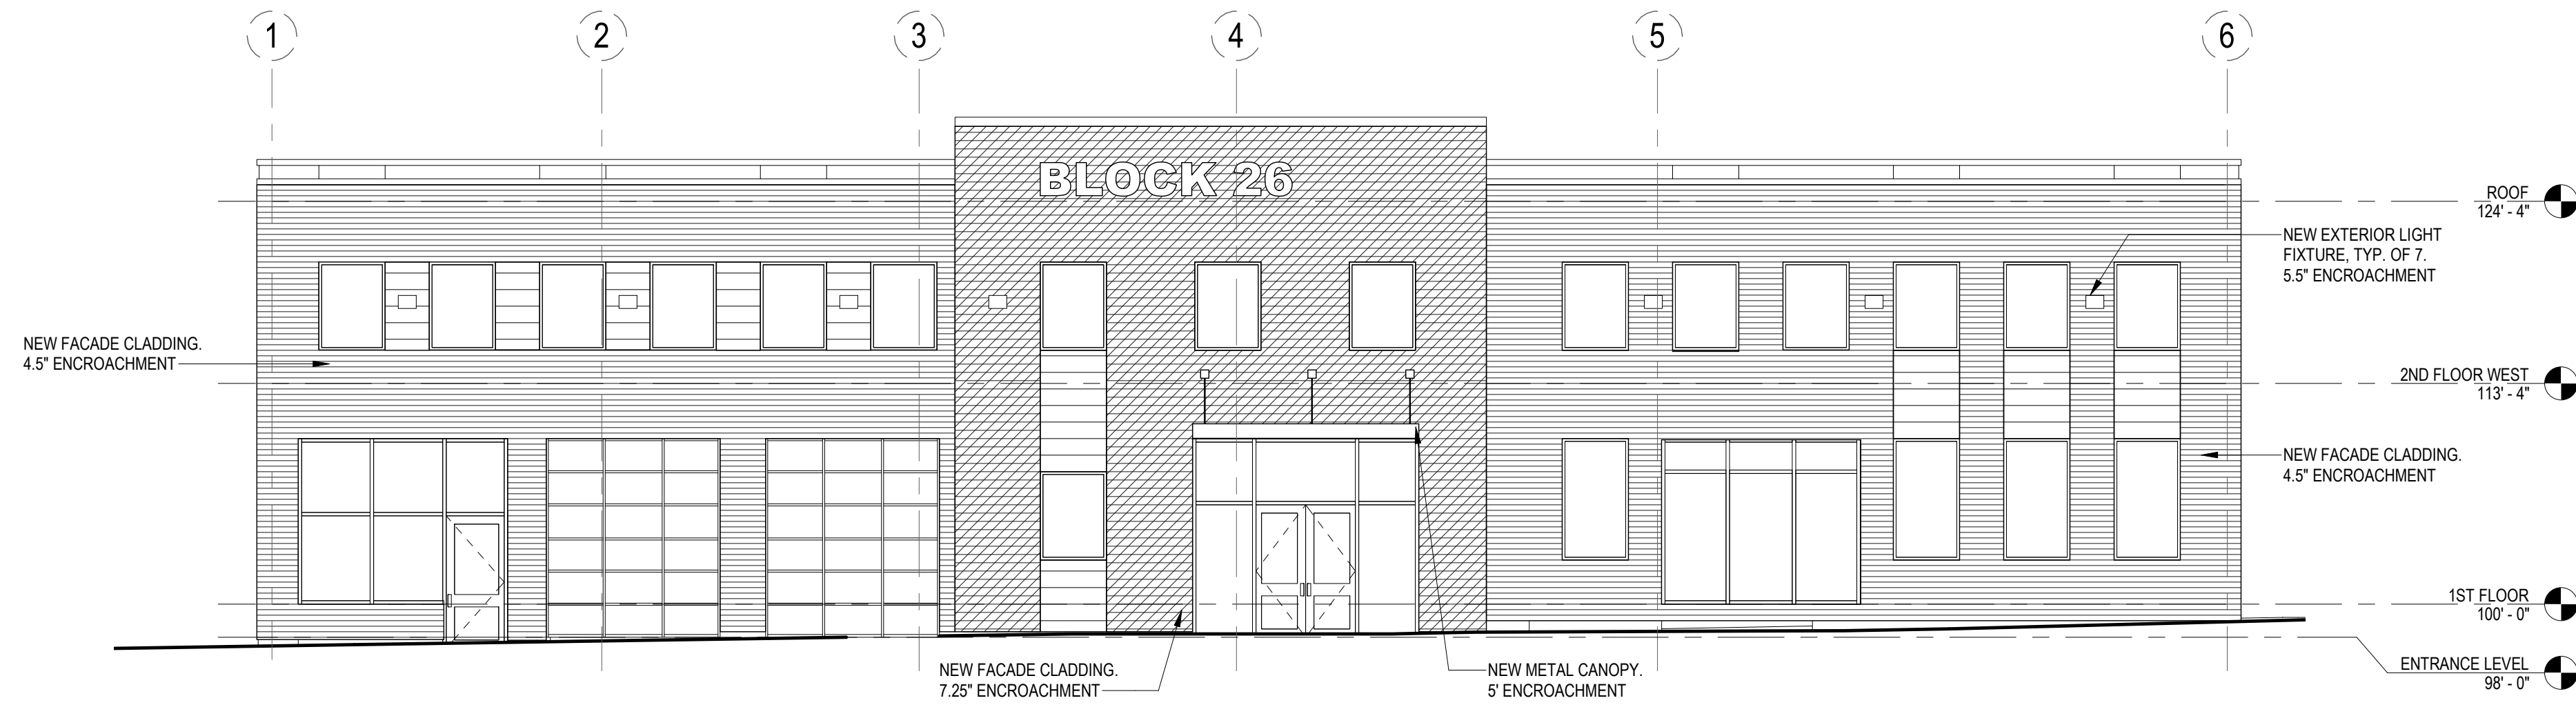 1
2
3
4
5
6
BLOCK 26
ROOF
124' - 4"
NEW EXTERIOR LIGHT
FIXTURE, TYP. OF 7.
5.5" ENCROACHMENT
NEW FACADE CLADDING.
4.5" ENCROACHMENT
2ND FLOOR WEST
113' - 4"
NEW FACADE CLADDING.
4.5" ENCROACHMENT
1ST FLOOR
100' - 0"
NEW FACADE CLADDING.
7.25" ENCROACHMENT
NEW METAL CANOPY.
5' ENCROACHMENT
ENTRANCE LEVEL
98' - 0"